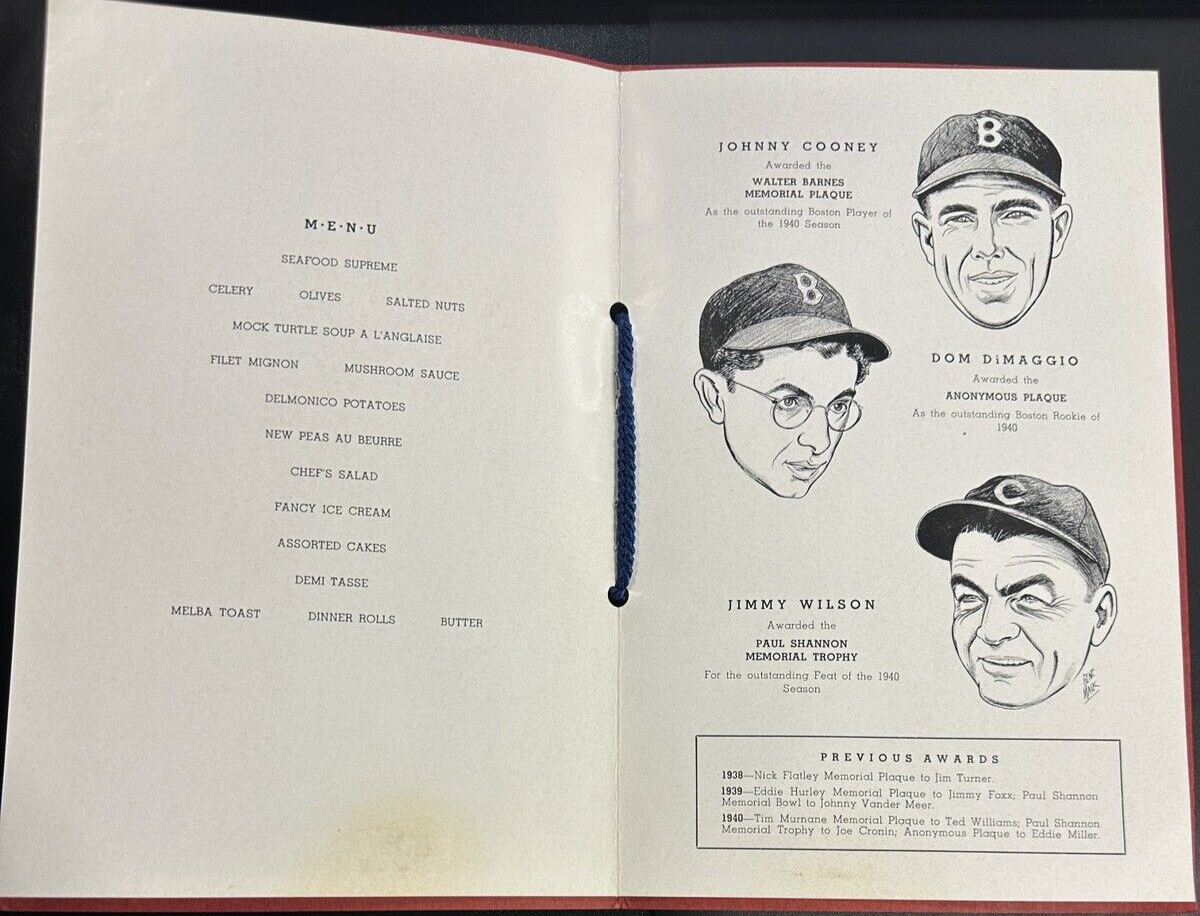 M·E·N·U
SEAFOOD SUPREME
CELERY OLIVES SALTED NUTS
MOCK TURTLE SOUP A L'ANGLAISE
FILET MIGNON MUSHROOM SAUCE
DELMONICO POTATOES
NEW PEAS AU BEURRE
CHEF'S SALAD
FANCY ICE CREAM
ASSORTED CAKES
DEMI TASSE
MELBA TOAST DINNER ROLLS BUTTER
JOHNNY COONEY
Awarded the
WALTER BARNES
MEMORIAL PLAQUE
As the outstanding Boston Player of
the 1940 Season
B
B
DOM DiMAGGIO
Awarded the
ANONYMOUS PLAQUE
As the outstanding Boston Rookie of
1940
C
JIMMY WILSON
Awarded the
PAUL SHANNON
MEMORIAL TROPHY
For the outstanding Feat of the 1940
Season
GENE
MACK
PREVIOUS AWARDS
1938—Nick Flatley Memorial Plaque to Jim Turner.
1939—Eddie Hurley Memorial Plaque to Jimmy Foxx; Paul Shannon
Memorial Bowl to Johnny Vander Meer.
1940—Tim Murnane Memorial Plaque to Ted Williams; Paul Shannon
Memorial Trophy to Joe Cronin; Anonymous Plaque to Eddie Miller.